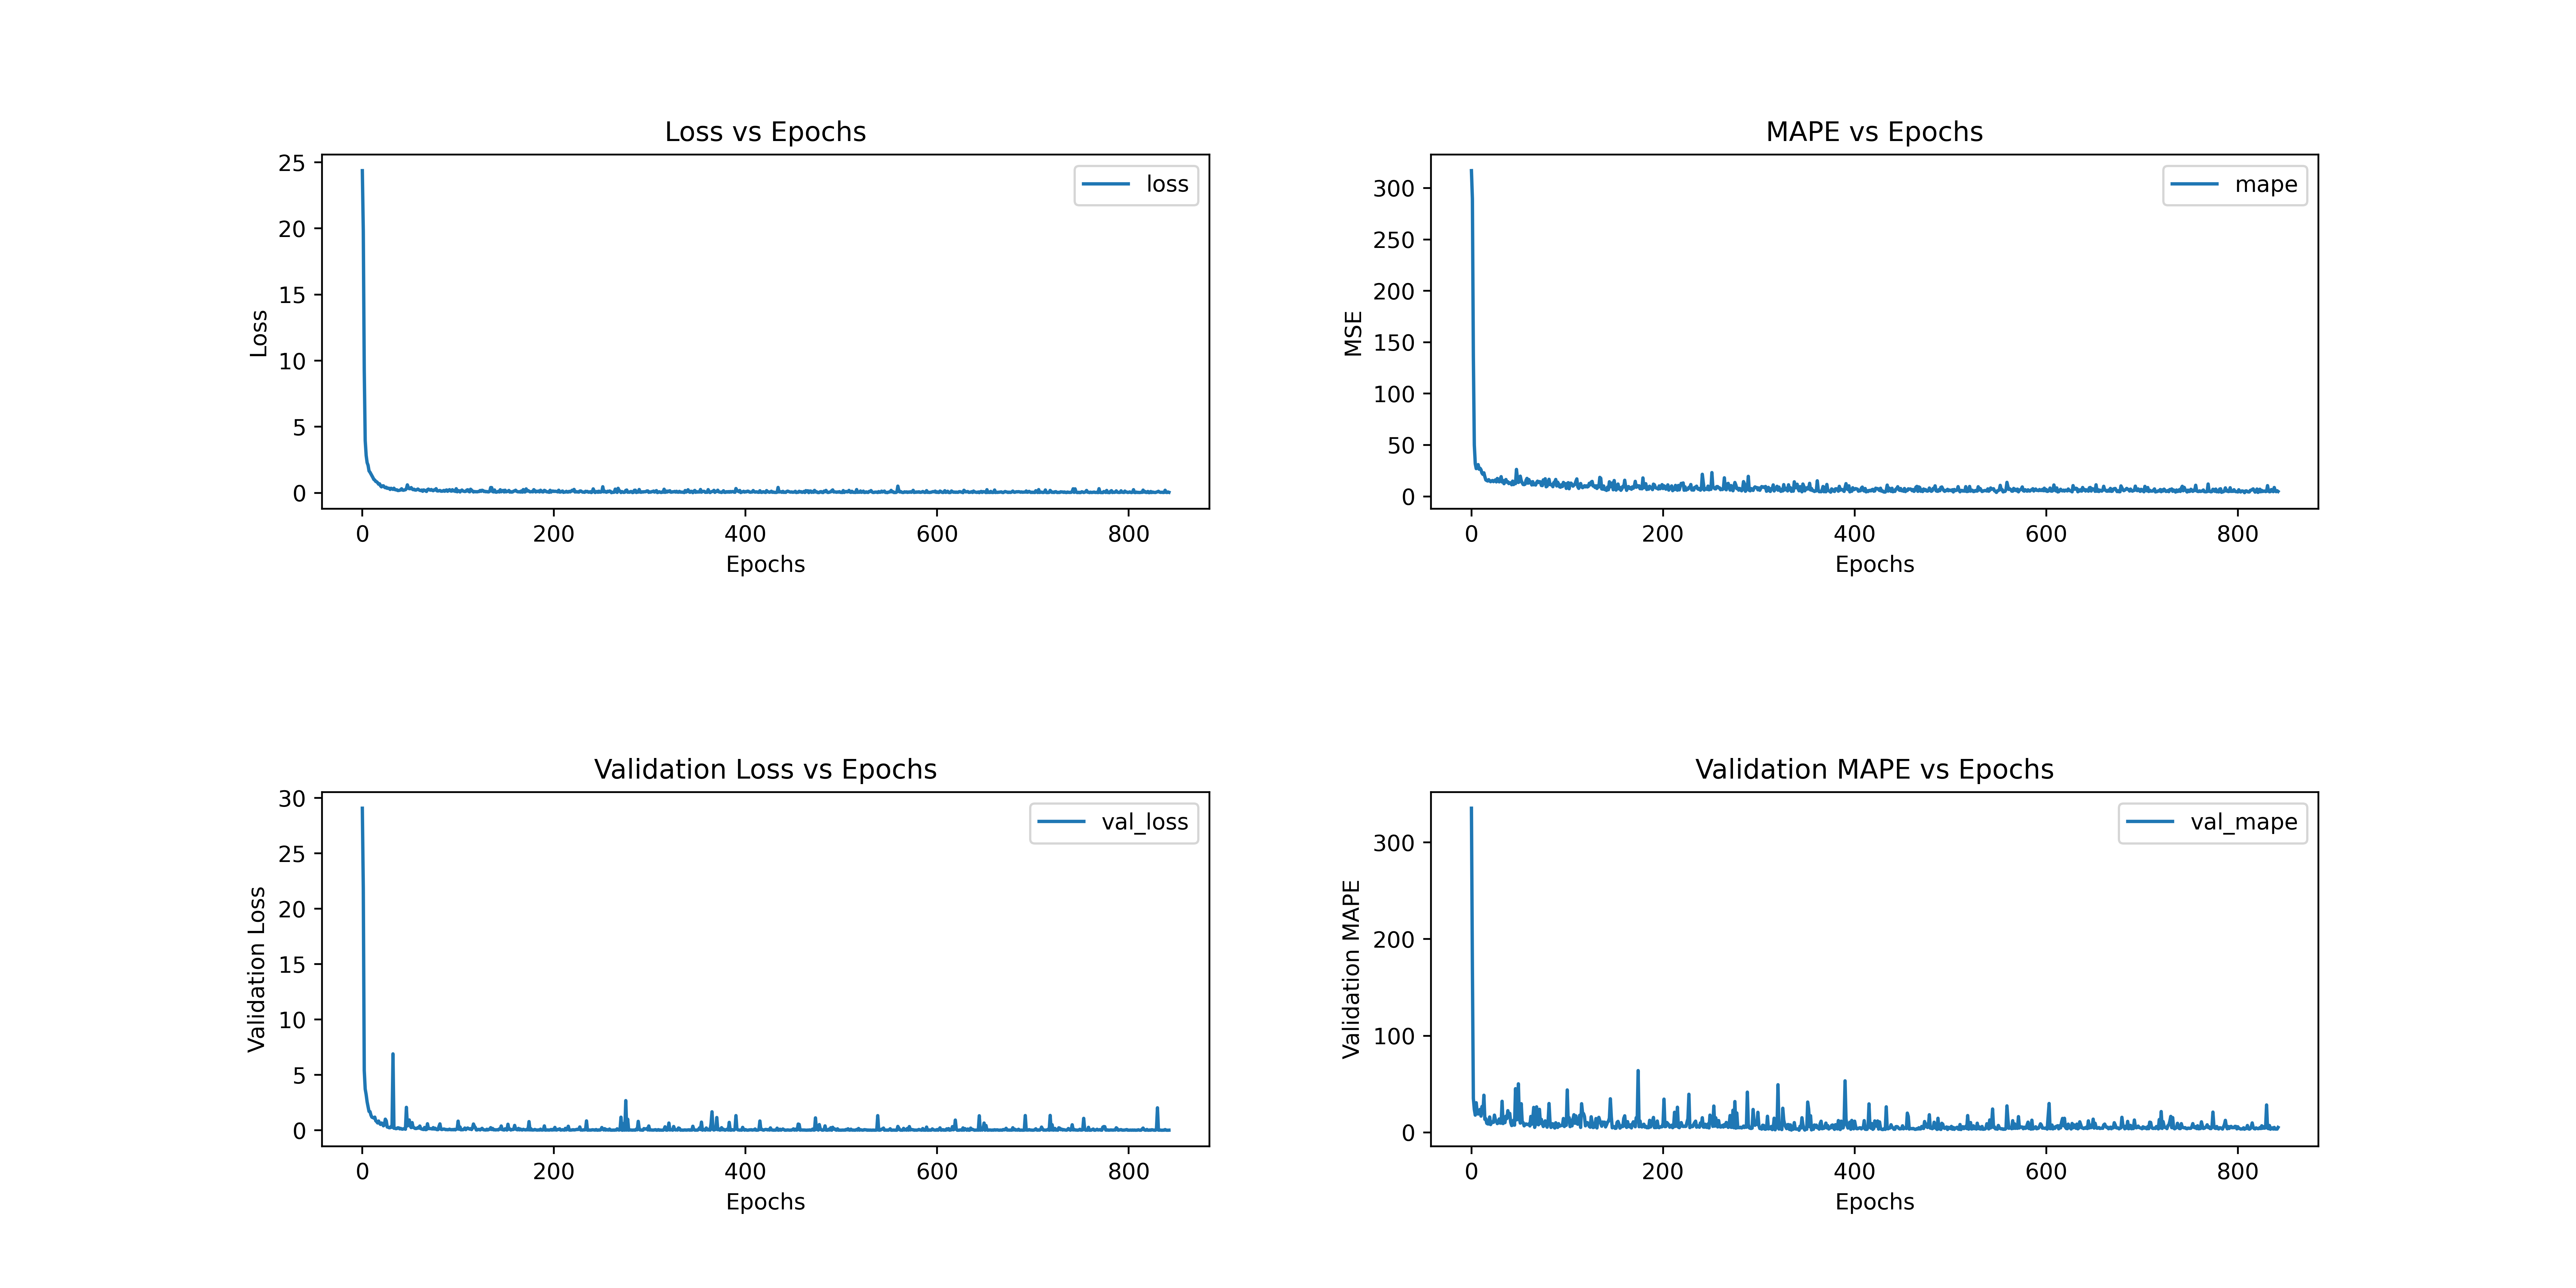 Loss vs Epochs
25
20
15
10
5
0
Loss
0 200 400 600 800
Epochs
loss
MAPE vs Epochs
300
250
200
150
100
50
0
MSE
0 200 400 600 800
Epochs
mape
Validation Loss vs Epochs
30
25
20
15
10
5
0
Validation Loss
0 200 400 600 800
Epochs
val_loss
Validation MAPE vs Epochs
300
200
100
0
Validation MAPE
0 200 400 600 800
Epochs
val_mape